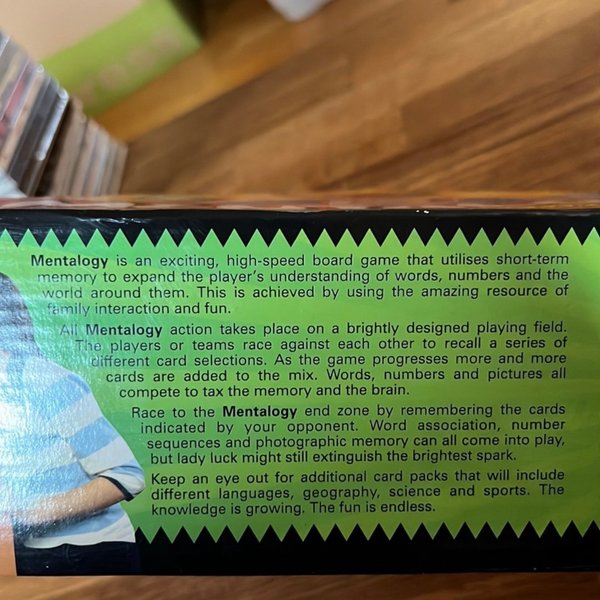 Mentalogy is an exciting, high-speed board game that utilises short-term
memory to expand the player's understanding of words, numbers and the
world around them. This is achieved by using the amazing resource of
family interaction and fun.
All Mentalogy action takes place on a brightly designed playing field.
The players or teams race against each other to recall a series of
different card selections. As the game progresses more and more
cards are added to the mix. Words, numbers and pictures all
compete to tax the memory and the brain.
Race to the Mentalogy end zone by remembering the cards
indicated by your opponent. Word association, number
sequences and photographic memory can all come into play,
but lady luck might still extinguish the brightest spark.
Keep an eye out for additional card packs that will include
different languages, geography, science and sports. The
knowledge is growing. The fun is endless.